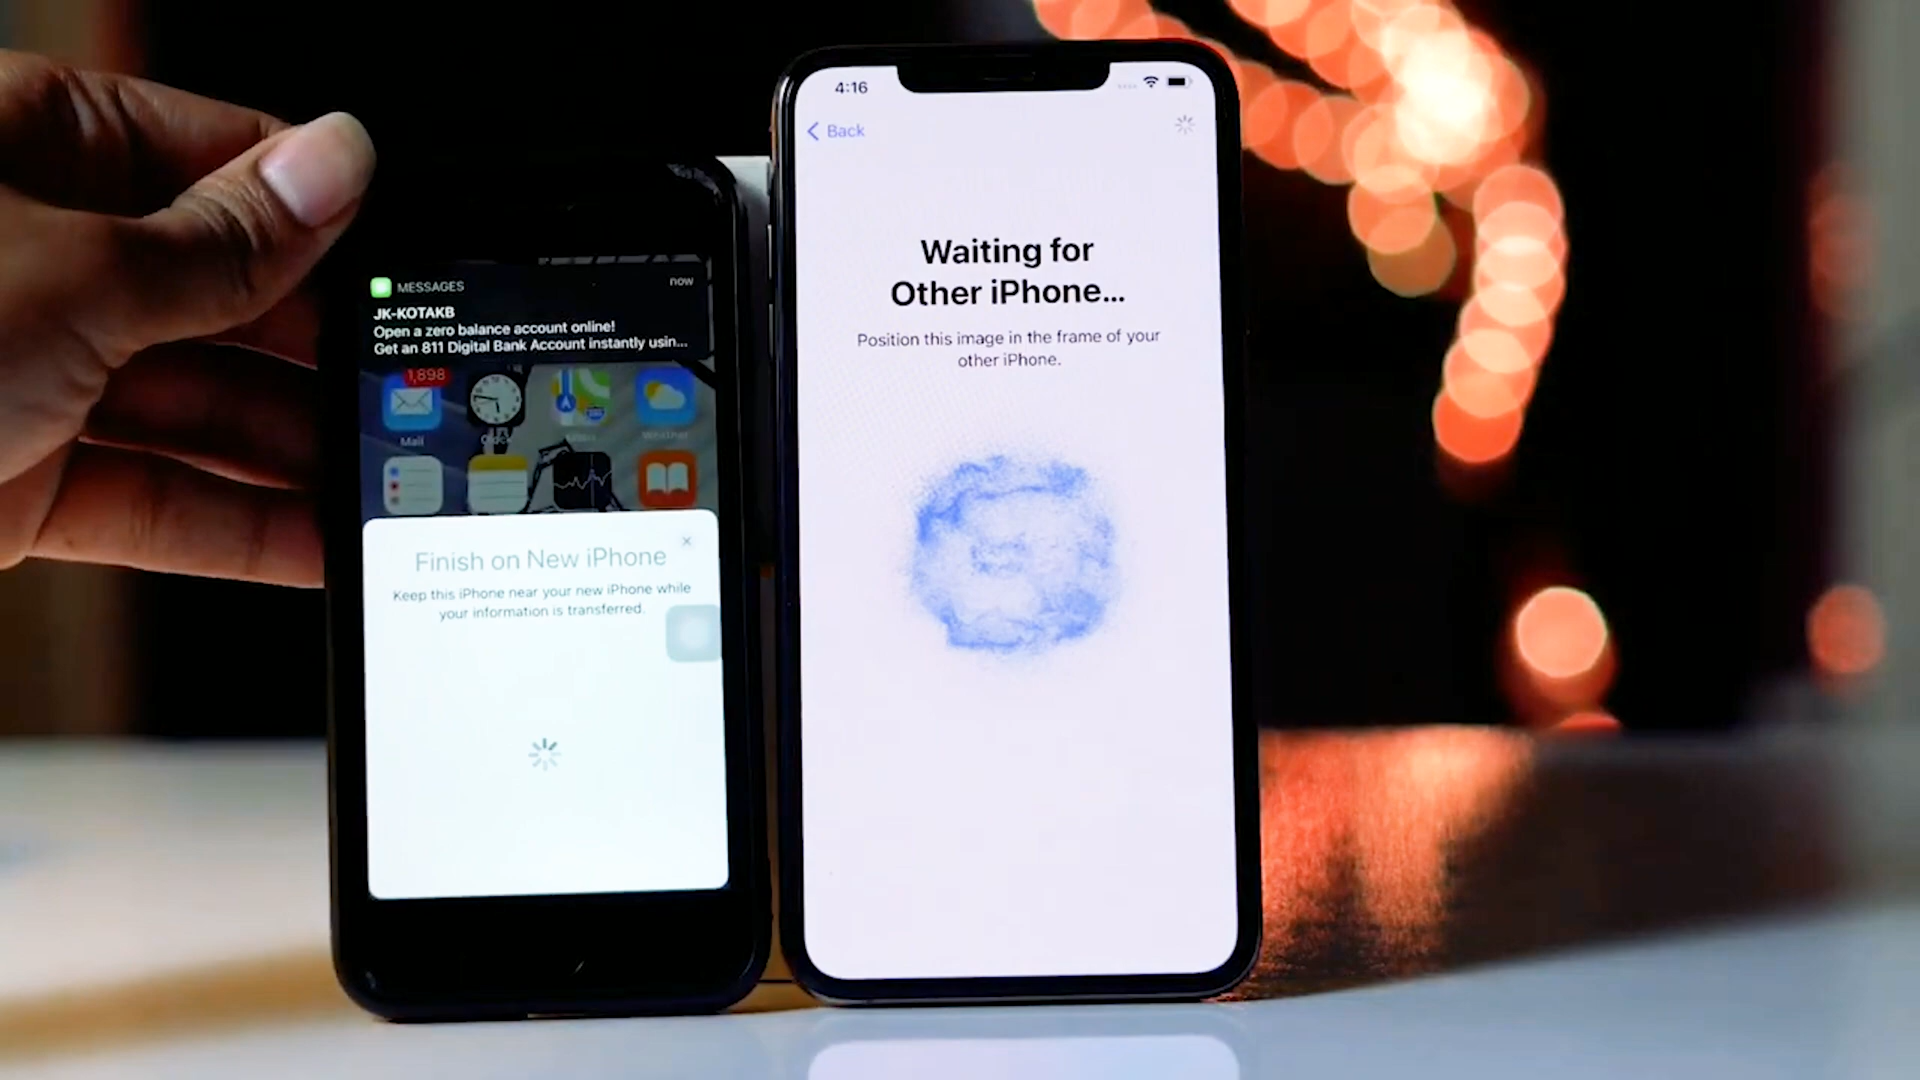 MESSAGES
now
JK-KOTAKB
Open a zero balance account online!
Get an 811 Digital Bank Account instantly usin...
1,898
Mail
Clock
Weather
Finish on New iPhone
Keep this iPhone near your new iPhone while
your information is transferred.
4:16
Back
Waiting for
Other iPhone...
Position this image in the frame of your
other iPhone.